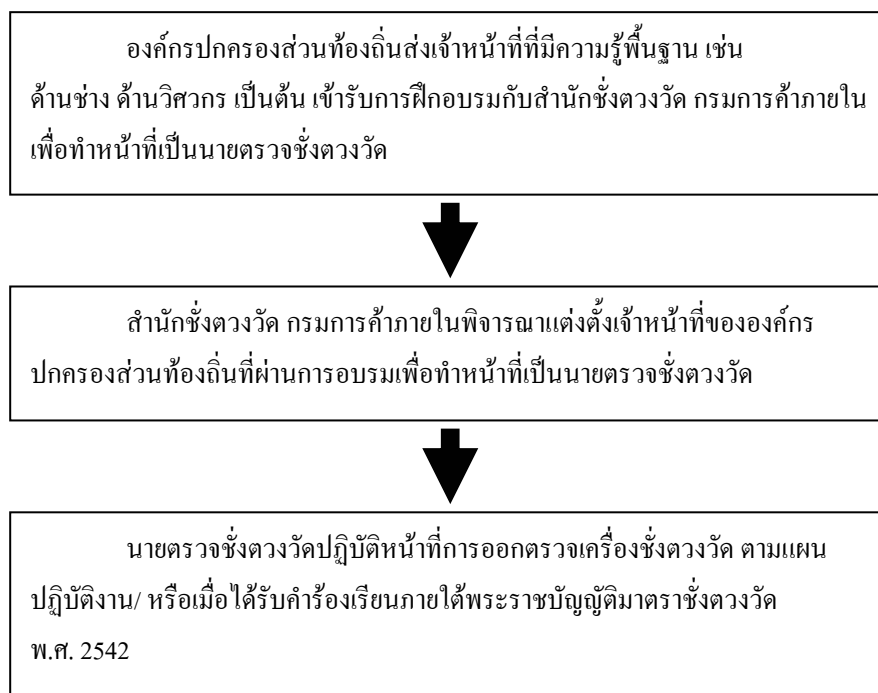 องค์กรปกครองส่วนท้องถิ่นส่งเจ้าหน้าที่ที่มีความรู้พื้นฐาน เช่น
ด้านช่าง ด้านวิศวกร เป็นต้น เข้ารับการฝึกอบรมกับสำนักชั่งตวงวัด กรมการค้าภายใน
เพื่อทำหน้าที่เป็นนายตรวจชั่งตวงวัด
สำนักชั่งตวงวัด กรมการค้าภายในพิจารณาแต่งตั้งเจ้าหน้าที่ขององค์กร
ปกครองส่วนท้องถิ่นที่ผ่านการอบรมเพื่อทำหน้าที่เป็นนายตรวจชั่งตวงวัด
นายตรวจชั่งตวงวัดปฏิบัติหน้าที่การออกตรวจเครื่องชั่งตวงวัด ตามแผน
ปฏิบัติงาน/ หรือเมื่อได้รับคำร้องเรียนภายใต้พระราชบัญญัติมาตราชั่งตวงวัด
พ.ศ. 2542